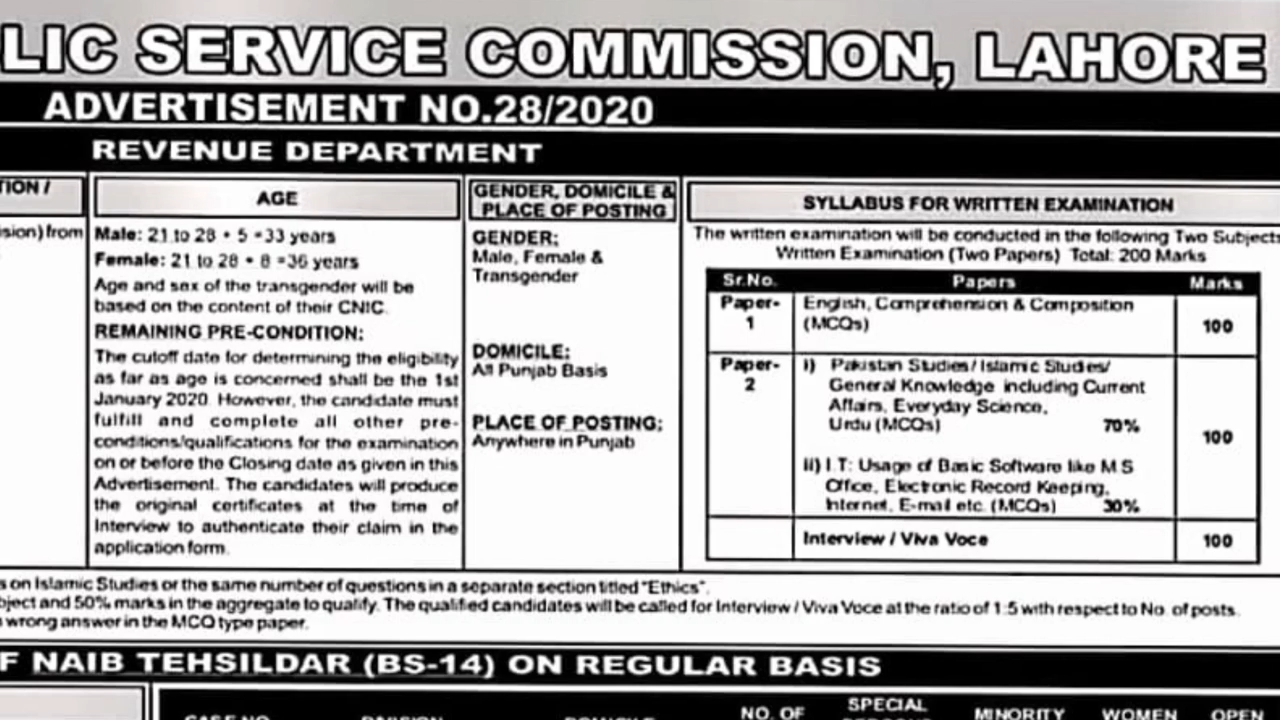 LIC SERVICE COMMISSION, LAHORE
ADVERTISEMENT NO.28/2020
REVENUE DEPARTMENT
TION /
ision) from
AGE
Male: 21 to 28 + 5 =33 years
Female: 21 to 28 + 8 =36 years
Age and sex of the transgender will be
based on the content of their CNIC.
REMAINING PRE-CONDITION:
The cutoff date for determining the eligibility
as far as age is concerned shall be the 1st
January 2020. However, the candidate must
fulfill and complete all other pre-
conditions/qualifications for the examination
on or before the Closing date as given in this
Advertisement. The candidates will produce
the original certificates at the time of
Interview to authenticate their claim in the
application form.
GENDER, DOMICILE &
PLACE OF POSTING
GENDER:
Male, Female &
Transgender
DOMICILE:
All Punjab Basis
PLACE OF POSTING:
Anywhere in Punjab
SYLLABUS FOR WRITTEN EXAMINATION
The written examination will be conducted in the following Two Subjects
Written Examination (Two Papers) Total: 200 Marks
Sr.No. Papers Marks
Paper-
1
English, Comprehension & Composition
(MCQs)
100
Paper-
2
i) Pakistan Studies/ Islamic Studies/
General Knowledge including Current
Affairs, Everyday Science,
Urdu (MCQs) 70%
ii) I.T: Usage of Basic Software like M.S
Office, Electronic Record Keeping,
Internet, E-mail etc. (MCQs) 30%
100
Interview / Viva Voce 100
s on Islamic Studies or the same number of questions in a separate section titled "Ethics".
bject and 50% marks in the aggregate to qualify. The qualified candidates will be called for Interview / Viva Voce at the ratio of 1:5 with respect to No. of posts.
wrong answer in the MCQ type paper.
F NAIB TEHSILDAR (BS-14) ON REGULAR BASIS
CASE NO. DIVISION DOMICILE NO. OF SPECIAL MINORITY WOMEN OPEN